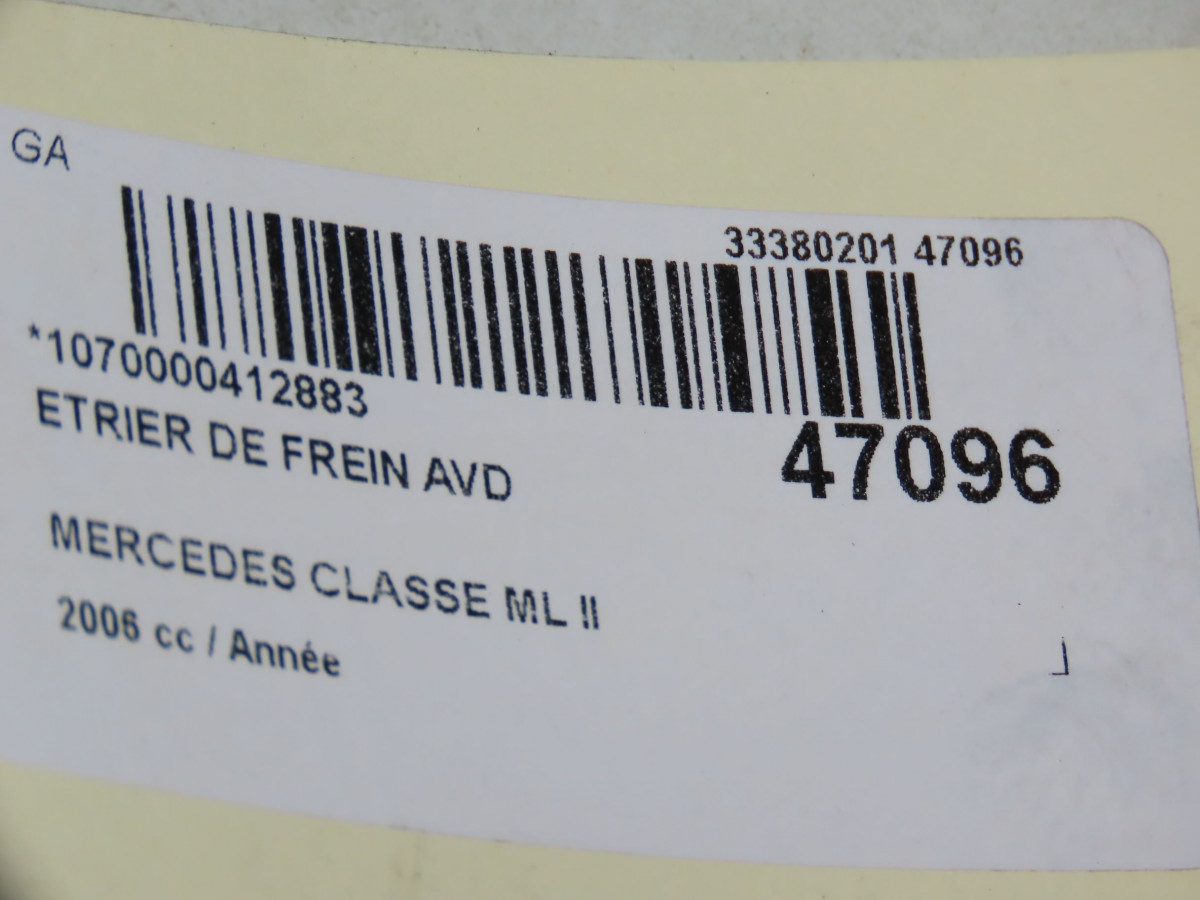 GA
33380201 47096
*1070000412883
47096
ETRIER DE FREIN AVD
MERCEDES CLASSE ML II
2006 cc / Année